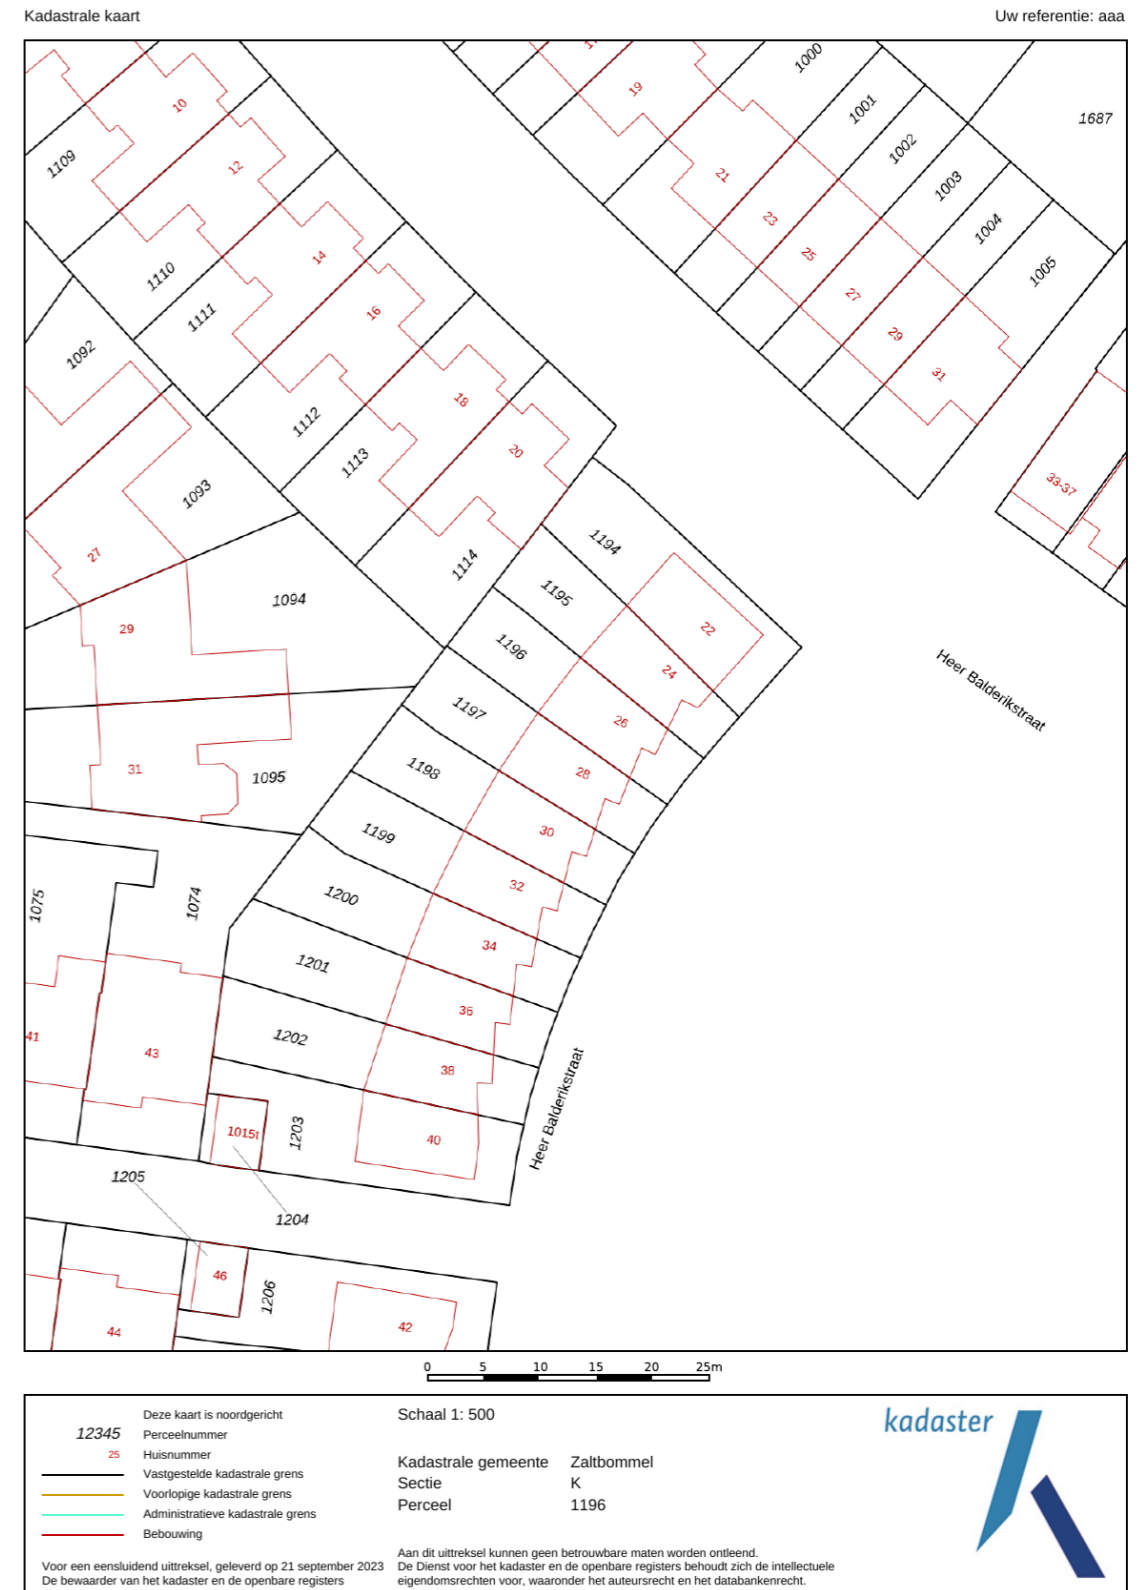 Kadastrale kaart
Uw referentie: aaa
1000
19
10
1001
1687
1109
12
1002
21
1003
23
1004
14
25
1110
1005
27
16
1111
29
1092
31
18
1112
20
1113
33-37
1093
1194
27
1114
1195
1094
22
29
1196
Heer Balderikstraat
24
1197
26
31
1198
28
1095
1199
30
32
1200
1075
1074
34
1201
36
41
1202
43
38
Heer Balderikstraat
1015t
1203
40
1205
1204
46
1206
42
44
0 5 10 15 20 25m
Deze kaart is noordgericht
12345 Perceelnummer
25 Huisnummer
Vastgestelde kadastrale grens
Voorlopige kadastrale grens
Administratieve kadastrale grens
Bebouwing
Voor een eensluidend uittreksel, geleverd op 21 september 2023
De bewaarder van het kadaster en de openbare registers
Schaal 1: 500
Kadastrale gemeente Zaltbommel
Sectie K
Perceel 1196
Aan dit uittreksel kunnen geen betrouwbare maten worden ontleend.
De Dienst voor het kadaster en de openbare registers behoudt zich de intellectuele
eigendomsrechten voor, waaronder het auteursrecht en het databankenrecht.
kadaster